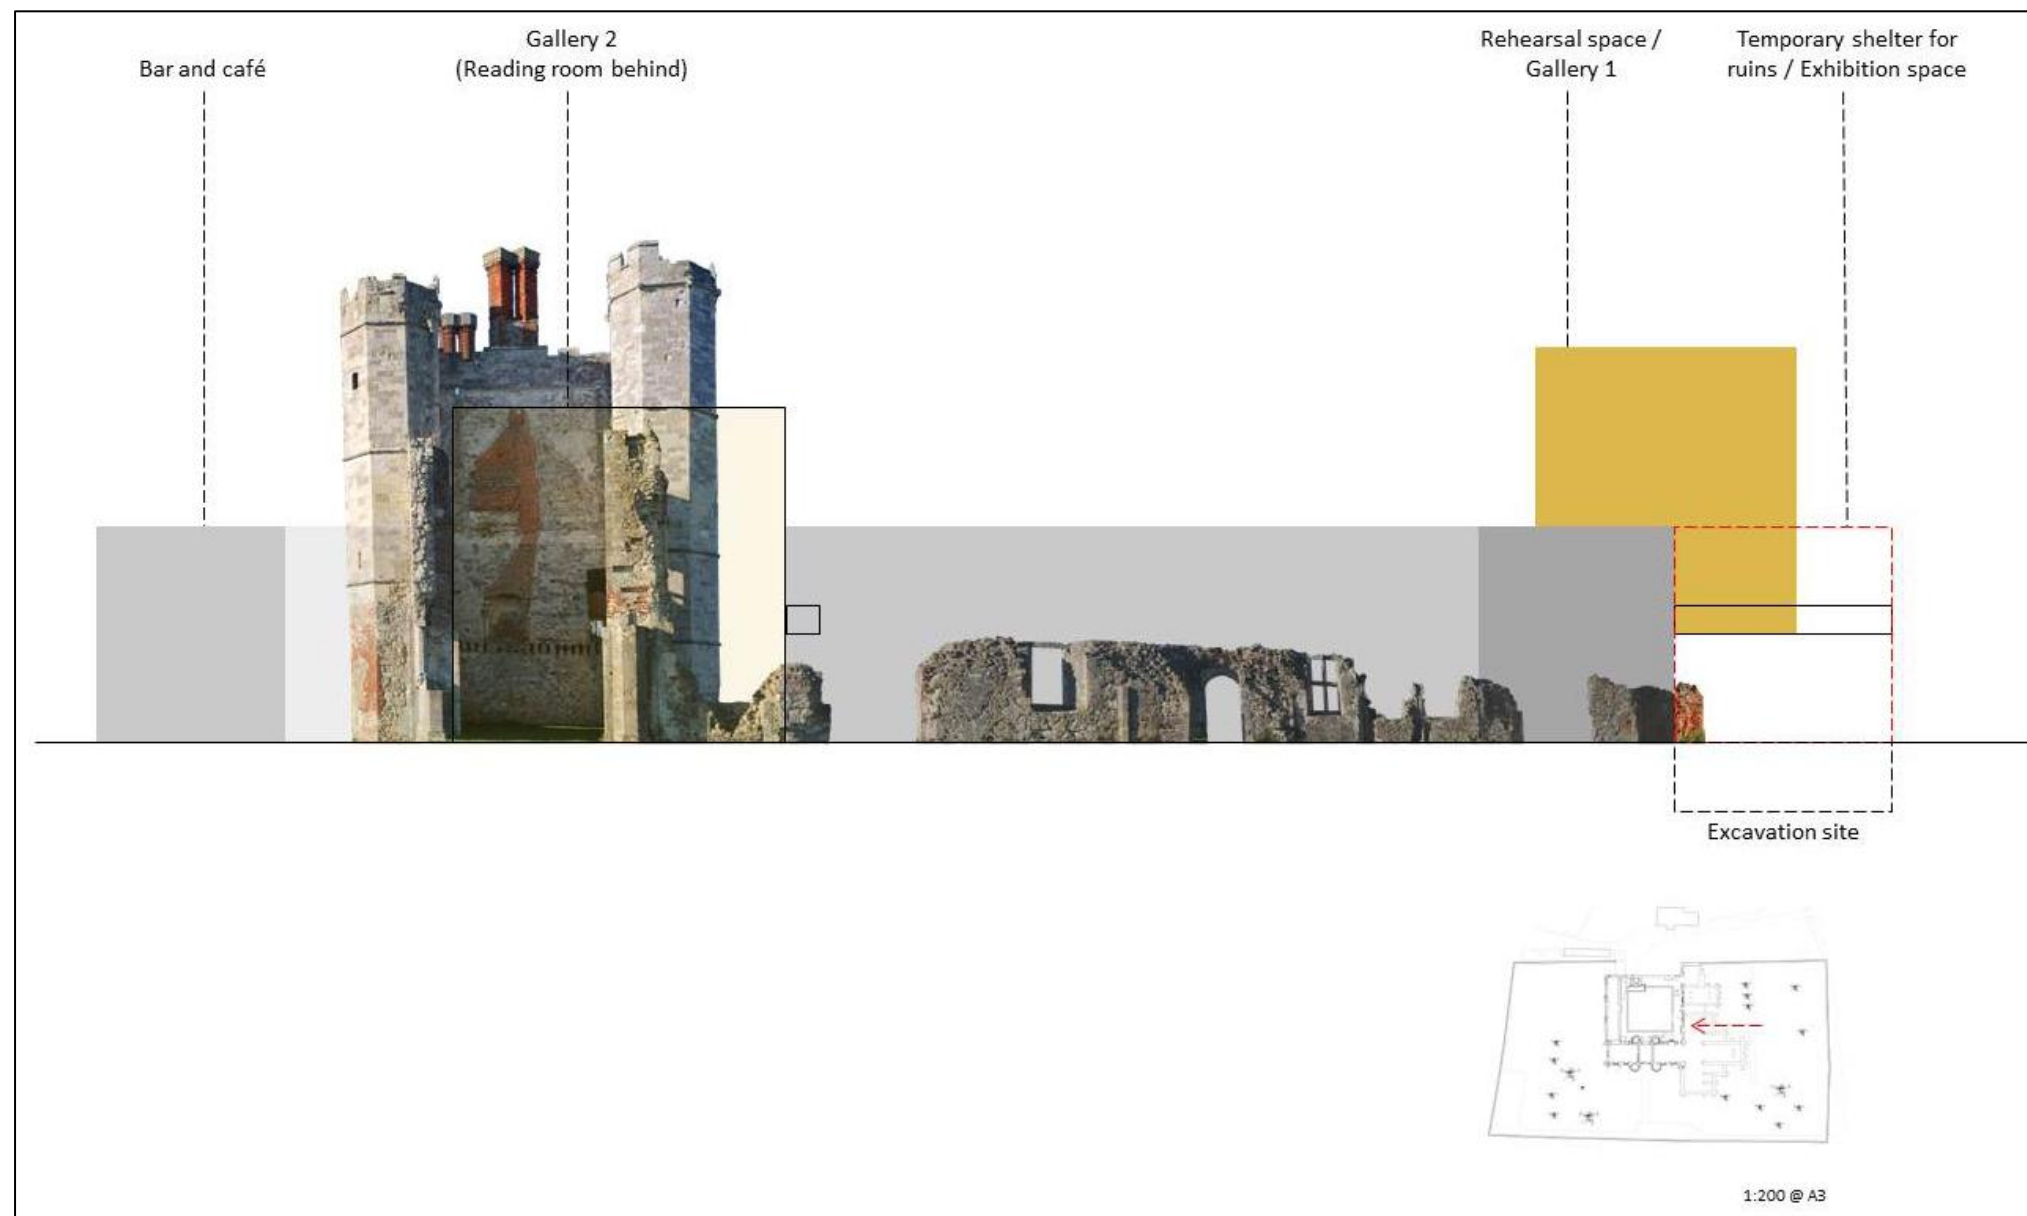 Bar and café
Gallery 2
(Reading room behind)
Rehearsal space /
Gallery 1
Temporary shelter for
ruins / Exhibition space
Excavation site
1:200 @ A3